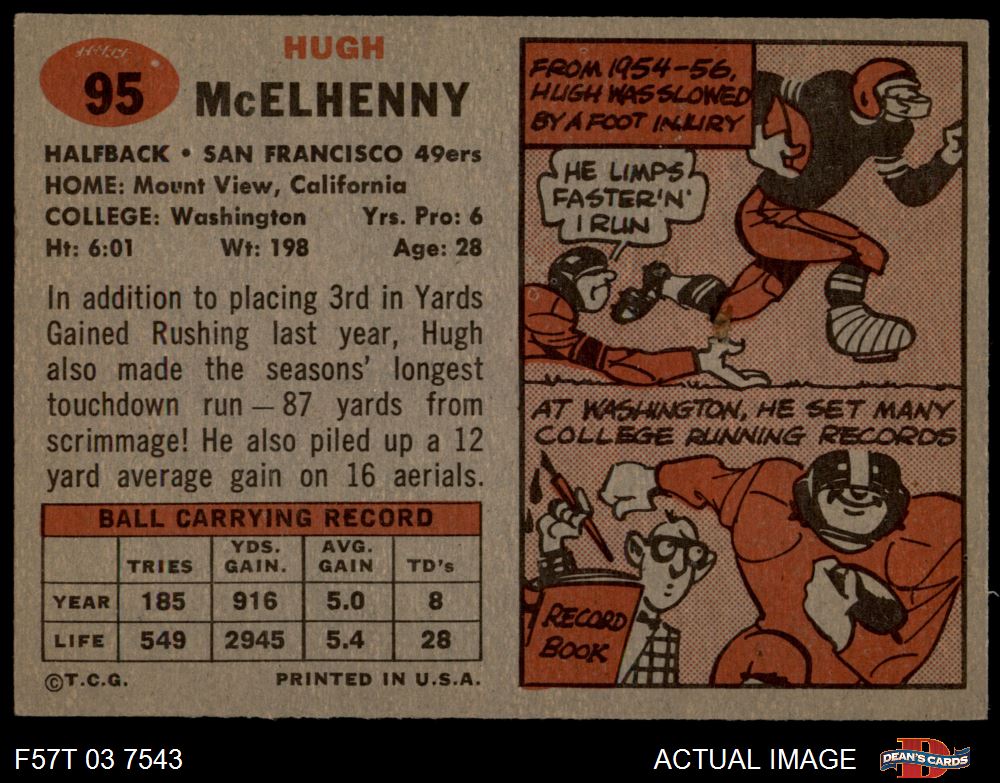 95
HUGH
McELHENNY
HALFBACK • SAN FRANCISCO 49ers
HOME: Mount View, California
COLLEGE: Washington Yrs. Pro: 6
Ht: 6:01 Wt: 198 Age: 28
In addition to placing 3rd in Yards
Gained Rushing last year, Hugh
also made the seasons' longest
touchdown run — 87 yards from
scrimmage! He also piled up a 12
yard average gain on 16 aerials.
BALL CARRYING RECORD
TRIES YDS. GAIN. AVG. GAIN TD's
YEAR 185 916 5.0 8
LIFE 549 2945 5.4 28
©T.C.G. PRINTED IN U.S.A.
FROM 1954-56,
HUGH WAS SLOWED
BY A FOOT INJURY
HE LIMPS
FASTER'N'
I RUN
AT WASHINGTON, HE SET MANY
COLLEGE RUNNING RECORDS
RECORD
BOOK
F57T 03 7543 ACTUAL IMAGE DEAN'S CARDS